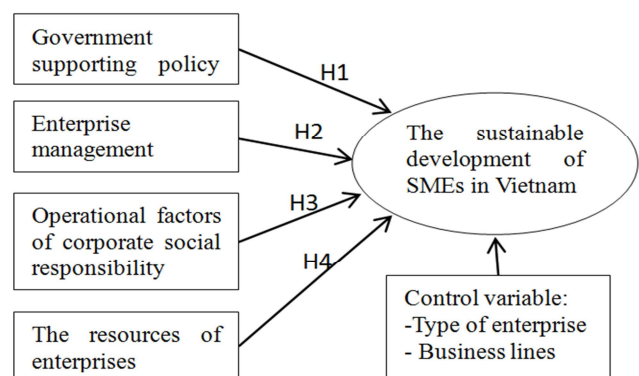 Government
supporting policy
H1
Enterprise
management
H2
The sustainable
development of
SMEs in Vietnam
Operational factors
of corporate social
responsibility
H3
H4
The resources of
enterprises
Control variable:
-Type of enterprise
- Business lines